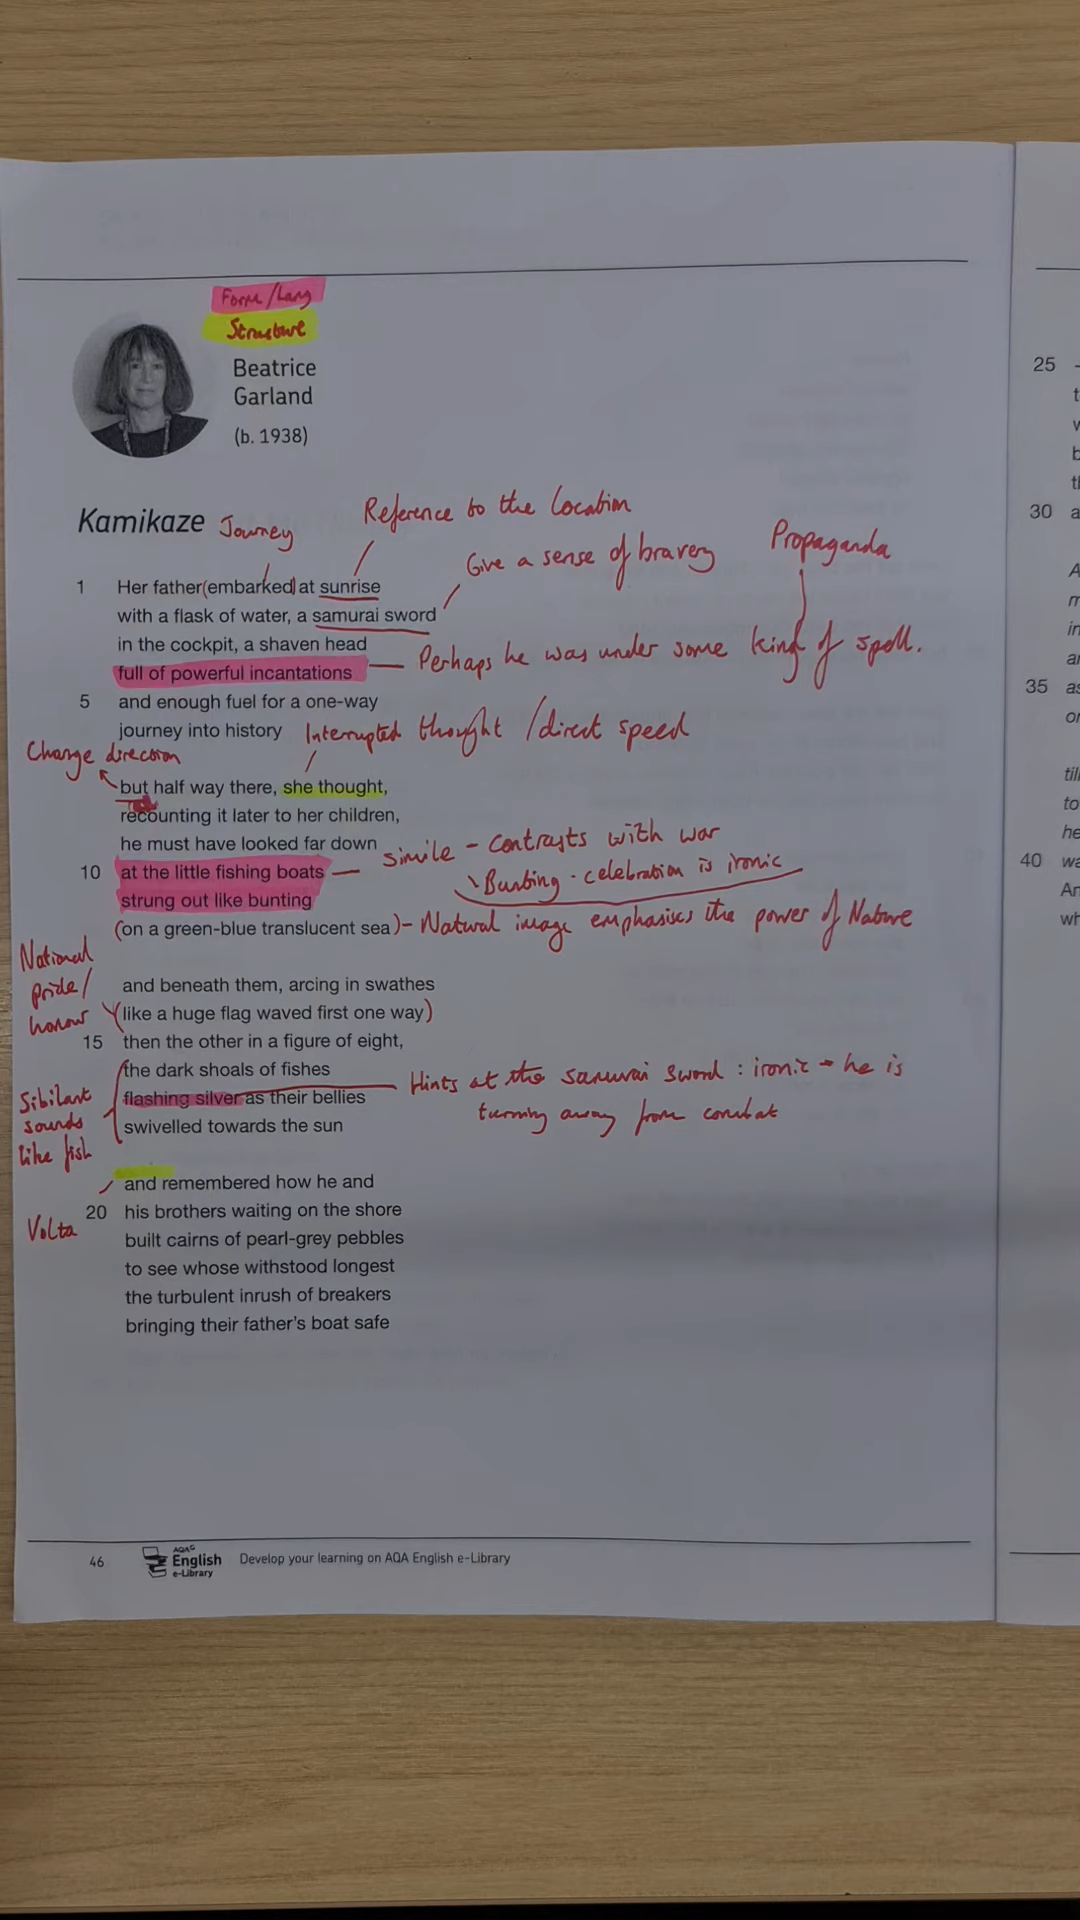 Form/Lang
Structure
Beatrice
Garland
(b. 1938)
Kamikaze Journey
Reference to the location
Give a sense of bravery
Propaganda
1 Her father (embarked) at sunrise
with a flask of water, a samurai sword
in the cockpit, a shaven head
full of powerful incantations
Perhaps he was under some kind of spell.
5 and enough fuel for a one-way
journey into history
Interrupted thought / direct speed
Change direction
but half way there, she thought,
recounting it later to her children,
he must have looked far down
10 at the little fishing boats
simile - contrasts with war
strung out like bunting
Bunting - celebration is ironic
(on a green-blue translucent sea) - Natural image emphasises the power of Nature
National
pride/
honour
and beneath them, arcing in swathes
(like a huge flag waved first one way)
15 then the other in a figure of eight,
the dark shoals of fishes
flashing silver as their bellies
swivelled towards the sun
Hints at the samurai sword : ironic - he is
turning away from combat
Sibilant
sounds
like fish
and remembered how he and
Volta
20 his brothers waiting on the shore
built cairns of pearl-grey pebbles
to see whose withstood longest
the turbulent inrush of breakers
bringing their father's boat safe
46
AQA
English
e-Library
Develop your learning on AQA English e-Library
25 -
30 a
A
35 as
til
to
he
40 wa
Ar
wh